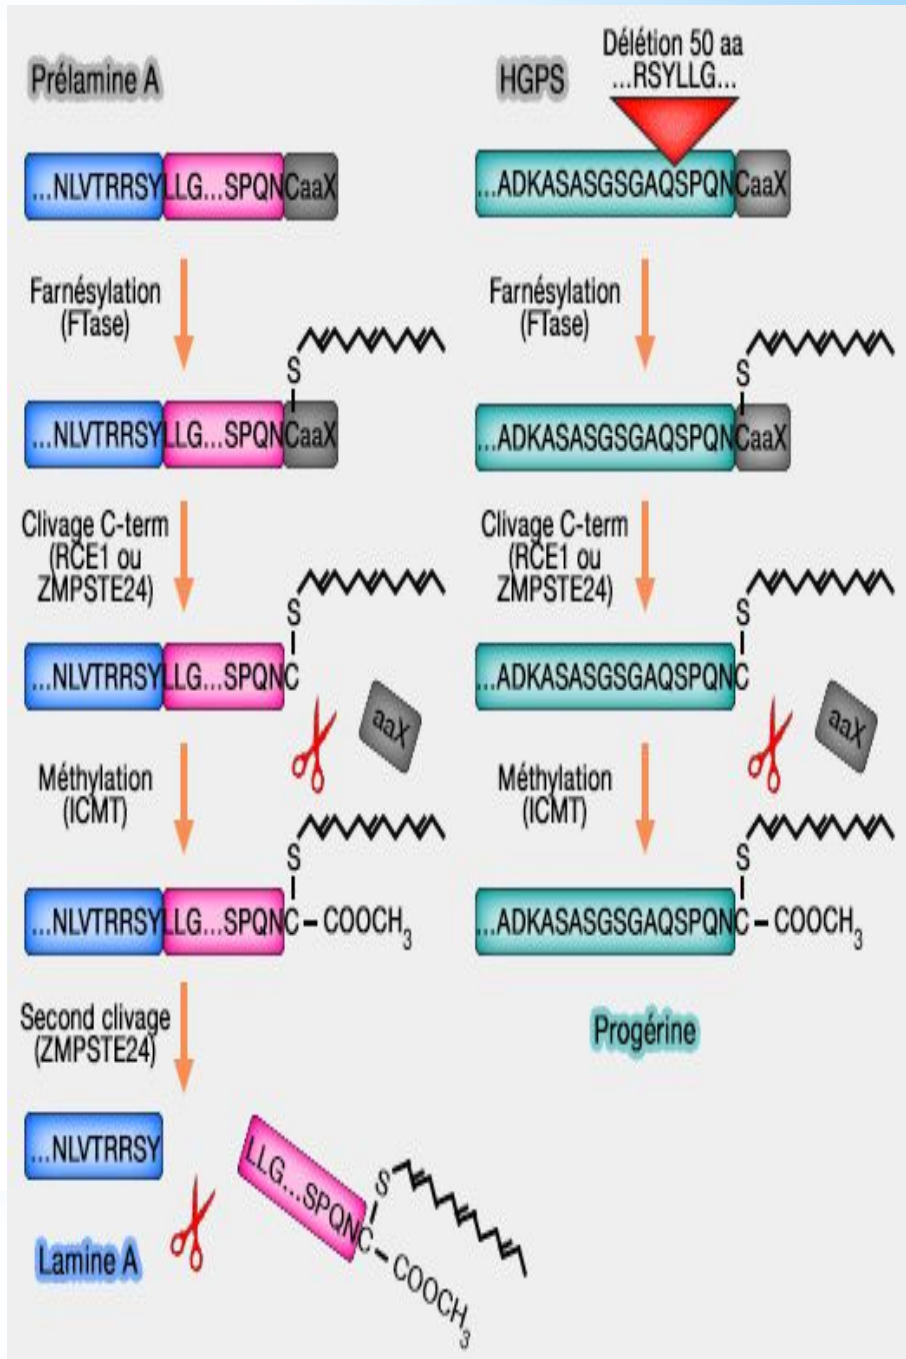 Prélamine A
...NLVTRRSYLLG...SPQNCaaX
Farnésylation
(FTase)
S
...NLVTRRSYLLG...SPQNCaaX
Clivage C-term
(RCE1 ou
ZMPSTE24)
S
...NLVTRRSYLLG...SPQNC
aaX
Méthylation
(ICMT)
S
...NLVTRRSYLLG...SPQNC – COOCH3
Second clivage
(ZMPSTE24)
...NLVTRRSY
LLG...SPQNC – COOCH3
S
Lamine A
HGPS
Délétion 50 aa
...RSYLLG...
...ADKASASGSGAQSPQNCaaX
Farnésylation
(FTase)
S
...ADKASASGSGAQSPQNCaaX
Clivage C-term
(RCE1 ou
ZMPSTE24)
S
...ADKASASGSGAQSPQNC
aaX
Méthylation
(ICMT)
S
...ADKASASGSGAQSPQNC – COOCH3
Progérine